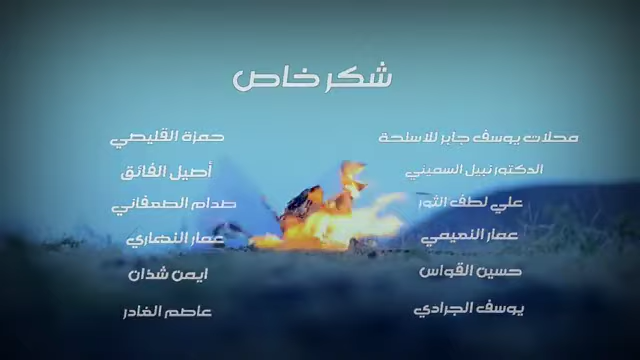 شكر خاص
محلات يوسف جابر للاسلحة
حمزة القليصي
الدكتور نبيل السميني
أصيل الفائق
علي لطف الثور
صدام الصعفاني
عمار النعيمي
عمار النهاري
حسين القواس
ايمن شذان
يوسف الجرادي
عاصم الغادر